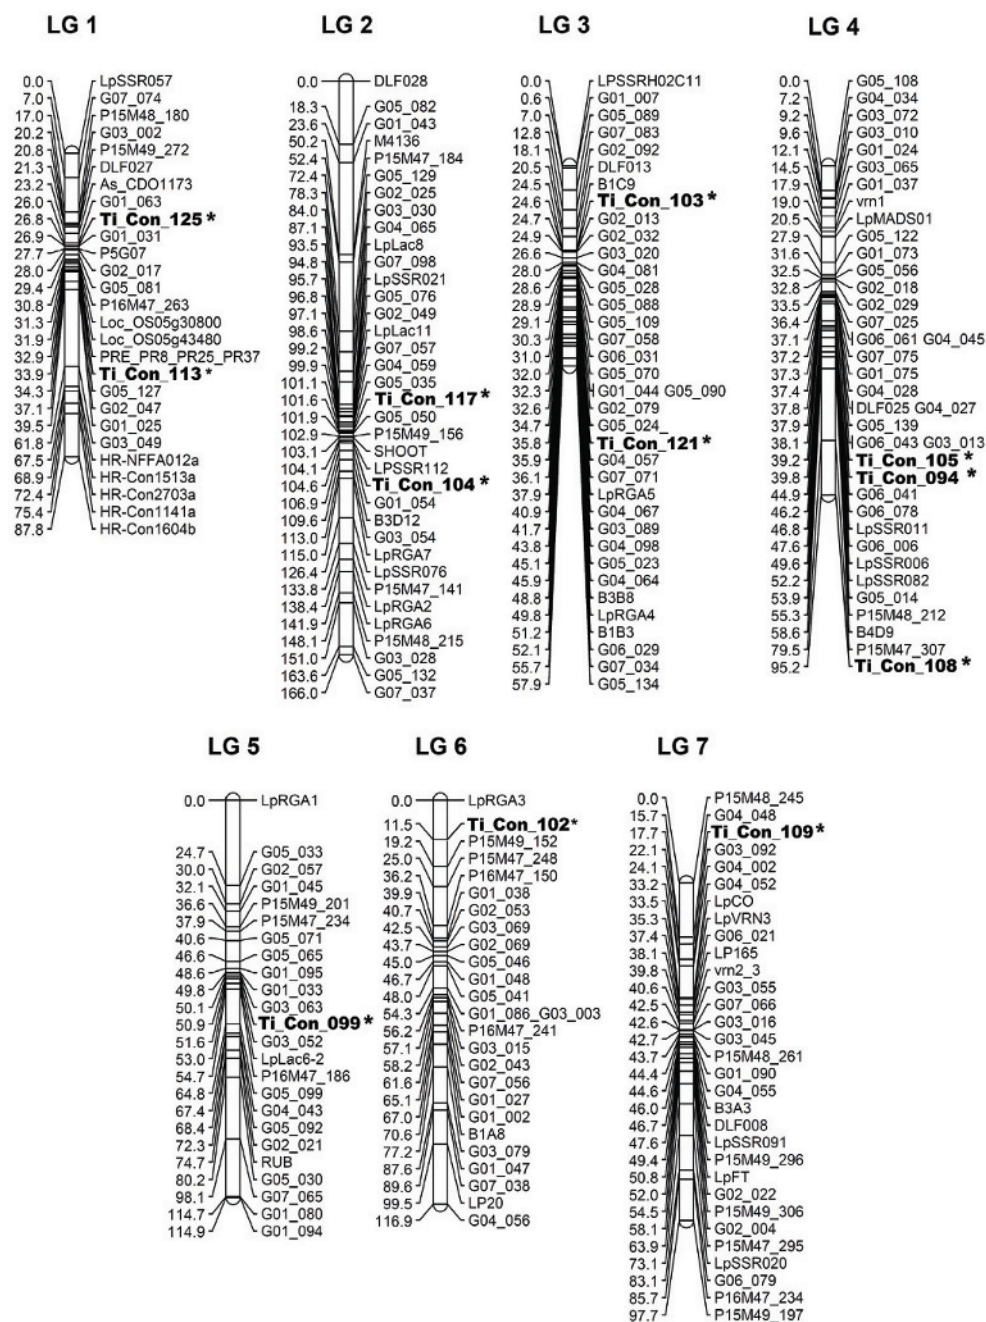 LG 1
0.0 LpSSR057
7.0 G07_074
17.0 P15M48_180
20.2 G03_002
20.8 P15M49_272
21.3 DLF027
23.2 As_CDO1173
26.0 G01_063
26.8 Ti_Con_125*
26.9 G01_031
27.7 P5G07
28.0 G02_017
29.4 G05_081
30.8 P16M47_263
31.3 Loc_OS05g30800
31.9 Loc_OS05g43480
32.9 PRE_PR8_PR25_PR37
33.9 Ti_Con_113*
34.3 G05_127
37.1 G02_047
39.5 G01_025
61.8 G03_049
67.5 HR-NFFA012a
68.9 HR-Con1513a
72.4 HR-Con2703a
75.4 HR-Con1141a
87.8 HR-Con1604b
LG 2
0.0 DLF028
18.3 G05_082
23.6 G01_043
50.2 M4136
52.4 P15M47_184
72.4 G05_129
78.3 G02_025
84.0 G03_030
87.1 G04_065
93.5 LpLac8
94.8 G07_098
95.7 LpSSR021
96.8 G05_076
97.1 G02_049
98.6 LpLac11
99.2 G07_057
99.9 G04_059
101.1 G05_035
101.6 Ti_Con_117*
101.9 G05_050
102.9 P15M49_156
103.1 SHOOT
104.1 LPSSR112
104.6 Ti_Con_104*
106.9 G01_054
109.6 B3D12
113.0 G03_054
115.0 LpRGA7
126.4 LpSSR076
133.8 P15M47_141
138.4 LpRGA2
141.9 LpRGA6
148.1 P15M48_215
151.0 G03_028
163.6 G05_132
166.0 G07_037
LG 3
0.0 LPSSRH02C11
0.6 G01_007
7.0 G05_089
12.8 G07_083
18.1 G02_092
20.5 DLF013
24.5 B1C9
24.6 Ti_Con_103*
24.7 G02_013
24.9 G02_032
26.6 G03_020
28.0 G04_081
28.6 G05_028
28.9 G05_088
29.1 G05_109
30.3 G07_058
31.2 G06_031
32.0 G05_070
32.3 G01_044 G05_090
32.6 G02_079
34.7 G05_024
35.8 Ti_Con_121*
35.9 G04_057
36.1 G07_071
37.9 LpRGA5
40.9 G04_067
41.7 G03_089
43.8 G04_098
45.1 G05_023
45.9 G04_064
48.8 B3B8
49.8 LpRGA4
51.2 B1B3
52.1 G06_029
55.7 G07_034
57.9 G05_134
LG 4
0.0 G05_108
7.2 G04_034
9.2 G03_072
9.6 G03_010
12.1 G01_024
14.5 G03_065
17.9 G01_037
19.0 vrn1
20.5 LpMADS01
27.9 G05_122
31.6 G01_073
32.5 G05_056
32.8 G02_018
33.5 G02_029
36.4 G07_025
37.1 G06_061 G04_045
37.2 G07_075
37.3 G01_075
37.4 G04_028
37.8 DLF025 G04_027
37.9 G05_139
38.1 G06_043 G03_013
39.2 Ti_Con_105*
39.8 Ti_Con_094*
44.9 G06_041
46.2 G06_078
46.8 LpSSR011
47.6 G06_006
49.6 LpSSR006
52.2 LpSSR082
53.9 G05_014
55.3 P15M48_212
58.6 B4D9
79.5 P15M47_307
95.2 Ti_Con_108*
LG 5
0.0 LpRGA1
24.7 G05_033
30.0 G02_057
32.1 G01_045
36.6 P15M49_201
37.9 P15M47_234
40.6 G05_071
46.6 G05_065
48.6 G01_095
49.8 G01_033
50.1 G03_063
50.9 Ti_Con_099*
51.6 G03_052
53.0 LpLac6-2
54.7 P16M47_186
64.8 G05_099
67.4 G04_043
68.4 G05_092
72.3 G02_021
74.7 RUB
80.2 G05_030
98.1 G07_065
114.7 G01_080
114.9 G01_094
LG 6
0.0 LpRGA3
11.5 Ti_Con_102*
19.2 P15M49_152
25.0 P15M47_248
36.2 P16M47_150
39.9 G01_038
40.7 G02_053
42.5 G03_069
43.7 G02_069
45.0 G05_046
46.7 G01_048
48.0 G05_041
54.3 G01_086_G03_003
56.2 P16M47_241
57.1 G03_015
58.2 G02_043
61.6 G07_056
65.1 G01_027
67.0 G01_002
70.6 B1A8
77.2 G03_079
87.6 G01_047
89.6 G07_038
99.5 LP20
116.9 G04_056
LG 7
0.0 P15M48_245
15.7 G04_048
17.7 Ti_Con_109*
22.1 G03_092
24.1 G04_002
33.2 G04_052
33.5 LpCO
35.3 LpVRN3
37.4 G06_021
38.1 LP165
39.8 vrn2_3
40.6 G03_055
42.5 G07_066
42.6 G03_016
42.7 G03_045
43.7 P15M48_261
44.4 G01_090
44.6 G04_055
46.0 B3A3
46.7 DLF008
47.6 LpSSR091
49.4 P15M49_296
50.8 LpFT
52.0 G02_022
54.5 P15M49_306
58.1 G02_004
63.9 P15M47_295
73.1 LpSSR020
83.1 G06_079
85.7 P16M47_234
97.7 P15M49_197